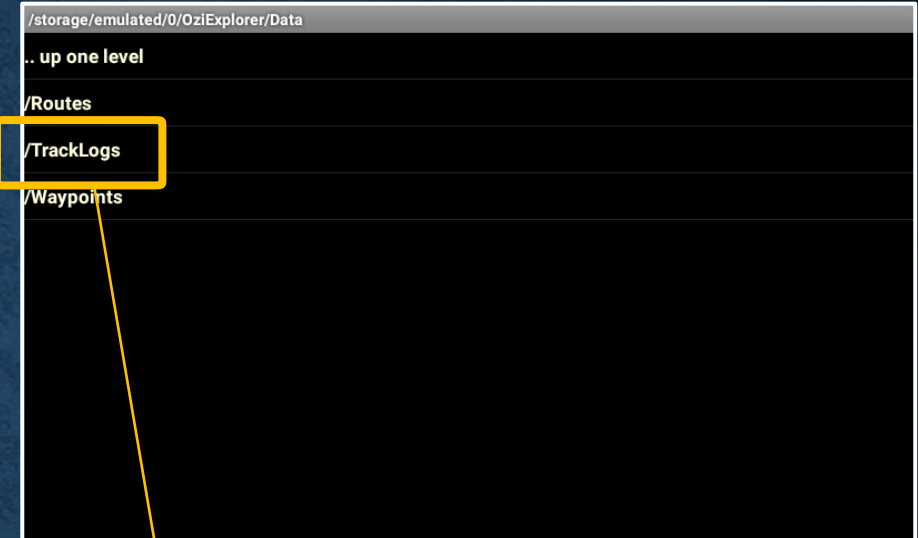 /storage/emulated/0/OziExplorer/Data
.. up one level
/Routes
/TrackLogs
/Waypoints